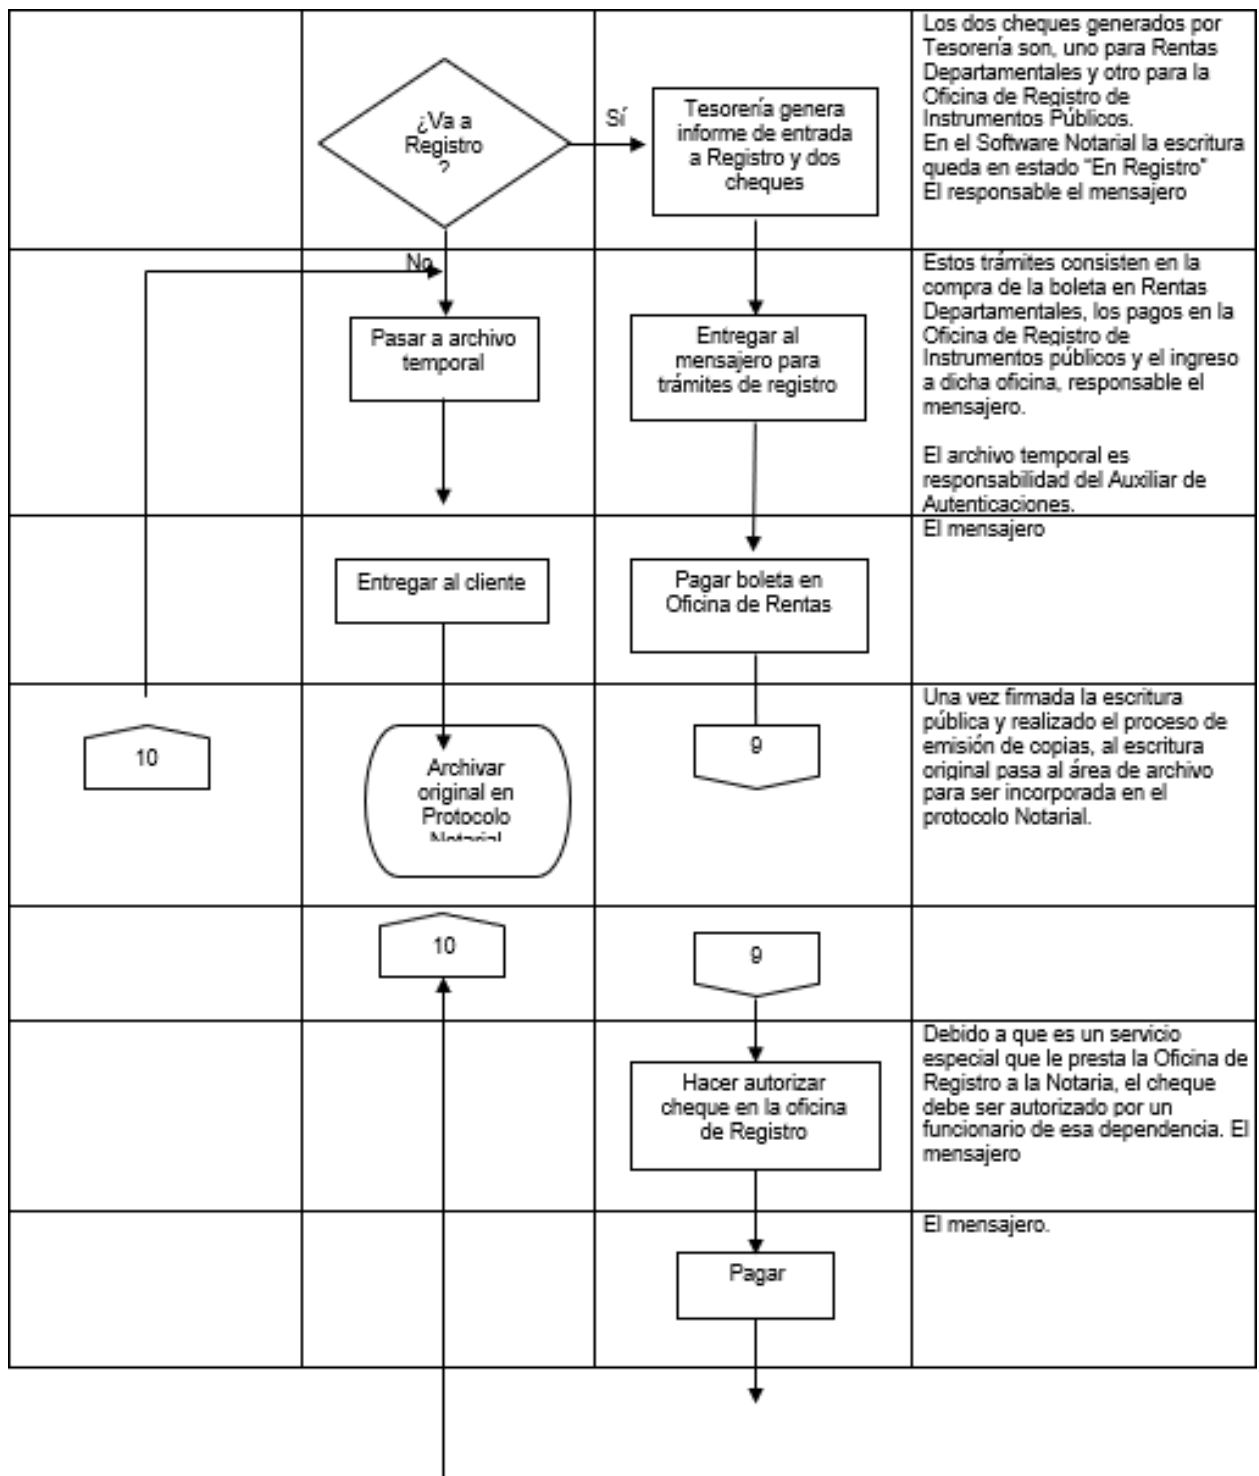 ¿Va a
Registro
?
Sí
Tesorería genera
informe de entrada
a Registro y dos
cheques
Los dos cheques generados por
Tesorería son, uno para Rentas
Departamentales y otro para la
Oficina de Registro de
Instrumentos Públicos.
En el Software Notarial la escritura
queda en estado “En Registro”
El responsable el mensajero
No
Pasar a archivo
temporal
Entregar al
mensajero para
trámites de registro
Estos trámites consisten en la
compra de la boleta en Rentas
Departamentales, los pagos en la
Oficina de Registro de
Instrumentos públicos y el ingreso
a dicha oficina, responsable el
mensajero.
El archivo temporal es
responsabilidad del Auxiliar de
Autenticaciones.
Entregar al cliente
Pagar boleta en
Oficina de Rentas
El mensajero
10
Archivar
original en
Protocolo
Notarial
9
Una vez firmada la escritura
pública y realizado el proceso de
emisión de copias, al escritura
original pasa al área de archivo
para ser incorporada en el
protocolo Notarial.
10
9
Hacer autorizar
cheque en la oficina
de Registro
Debido a que es un servicio
especial que le presta la Oficina de
Registro a la Notaria, el cheque
debe ser autorizado por un
funcionario de esa dependencia. El
mensajero
Pagar
El mensajero.